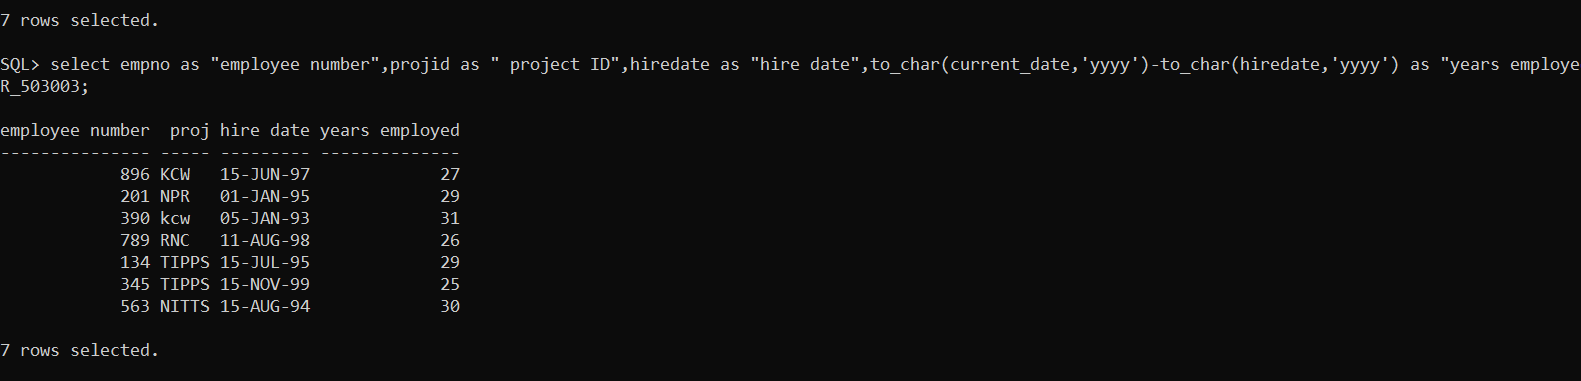 7 rows selected.
SQL> select empno as "employee number",projid as " project ID",hiredate as "hire date",to_char(current_date,'yyyy')-to_char(hiredate,'yyyy') as "years employe
R_503003;
employee number  proj hire date years employed
--------------- ----- --------- --------------
            896 KCW   15-JUN-97             27
            201 NPR   01-JAN-95             29
            390 kcw   05-JAN-93             31
            789 RNC   11-AUG-98             26
            134 TIPPS 15-JUL-95             29
            345 TIPPS 15-NOV-99             25
            563 NITTS 15-AUG-94             30
7 rows selected.